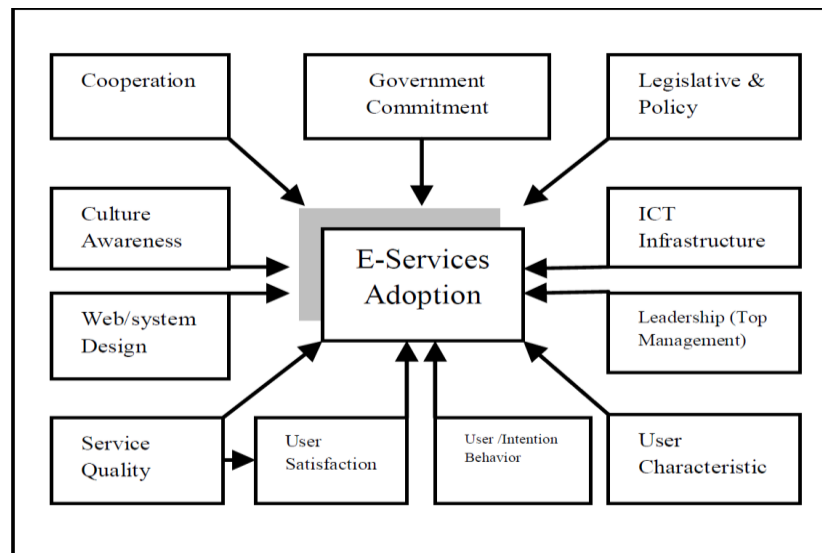 Cooperation
Government
Commitment
Legislative &
Policy
Culture
Awareness
E-Services
Adoption
ICT
Infrastructure
Web/system
Design
Leadership (Top
Management)
Service
Quality
User
Satisfaction
User /Intention
Behavior
User
Characteristic